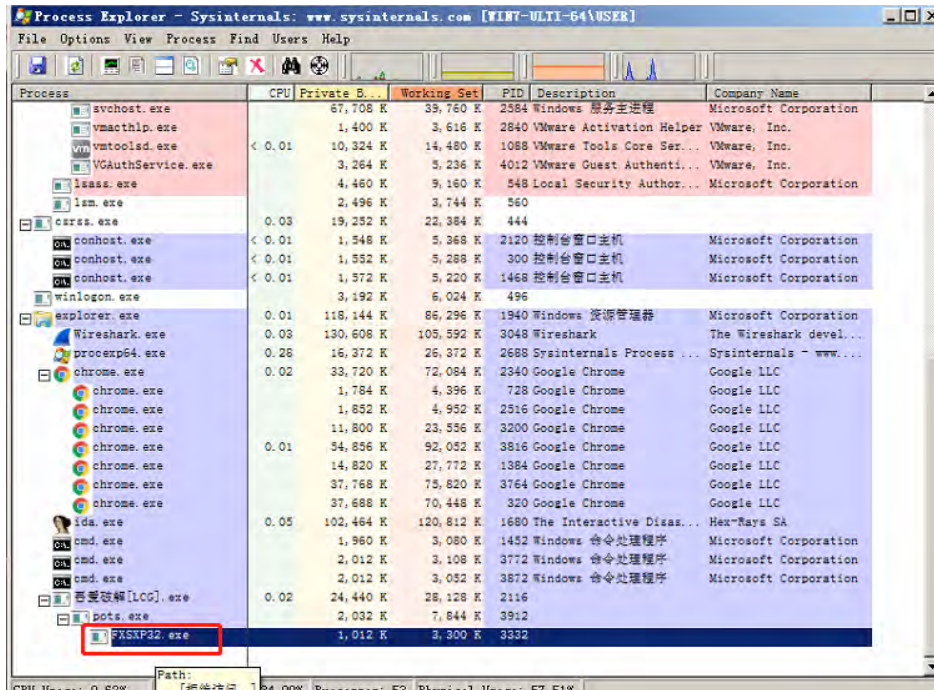 Process Explorer - Sysinternals: www.sysinternals.com [WIN7-ULTI-64\USER]
File Options View Process Find Users Help
Process CPU Private B... Working Set PID Description Company Name
svchost.exe 67,708 K 39,760 K 2584 Windows 服务主进程 Microsoft Corporation
vmacthlp.exe 1,400 K 3,616 K 2840 VMware Activation Helper VMware, Inc.
vmtoolsd.exe < 0.01 10,324 K 14,480 K 1088 VMware Tools Core Ser... VMware, Inc.
VGAuthService.exe 3,264 K 5,236 K 4012 VMware Guest Authenti... VMware, Inc.
lsass.exe 4,460 K 9,160 K 548 Local Security Author... Microsoft Corporation
lsm.exe 2,496 K 3,744 K 560
csrss.exe 0.03 19,252 K 22,384 K 444
conhost.exe < 0.01 1,548 K 5,368 K 2120 控制台窗口主机 Microsoft Corporation
conhost.exe < 0.01 1,552 K 5,288 K 300 控制台窗口主机 Microsoft Corporation
conhost.exe < 0.01 1,572 K 5,220 K 1468 控制台窗口主机 Microsoft Corporation
winlogon.exe 3,192 K 6,024 K 496
explorer.exe 0.01 118,144 K 86,296 K 1940 Windows 资源管理器 Microsoft Corporation
Wireshark.exe 0.03 130,608 K 105,592 K 3048 Wireshark The Wireshark devel...
procexp64.exe 0.28 16,372 K 26,372 K 2688 Sysinternals Process ... Sysinternals - www....
chrome.exe 0.02 33,720 K 72,084 K 2340 Google Chrome Google LLC
chrome.exe 1,784 K 4,396 K 728 Google Chrome Google LLC
chrome.exe 1,852 K 4,952 K 2516 Google Chrome Google LLC
chrome.exe 11,800 K 23,556 K 3200 Google Chrome Google LLC
chrome.exe 0.01 54,856 K 92,052 K 3816 Google Chrome Google LLC
chrome.exe 14,820 K 27,772 K 1384 Google Chrome Google LLC
chrome.exe 37,768 K 75,820 K 3764 Google Chrome Google LLC
chrome.exe 37,688 K 70,448 K 320 Google Chrome Google LLC
ida.exe 0.05 102,464 K 120,812 K 1680 The Interactive Disas... Hex-Rays SA
cmd.exe 1,960 K 3,080 K 1452 Windows 命令处理程序 Microsoft Corporation
cmd.exe 2,012 K 3,108 K 3772 Windows 命令处理程序 Microsoft Corporation
cmd.exe 2,012 K 3,052 K 3872 Windows 命令处理程序 Microsoft Corporation
吾爱破解[LCG].exe 0.02 24,440 K 28,128 K 2116
pots.exe 2,032 K 7,844 K 3912
FXSXP32.exe 1,012 K 3,300 K 3332
Path: